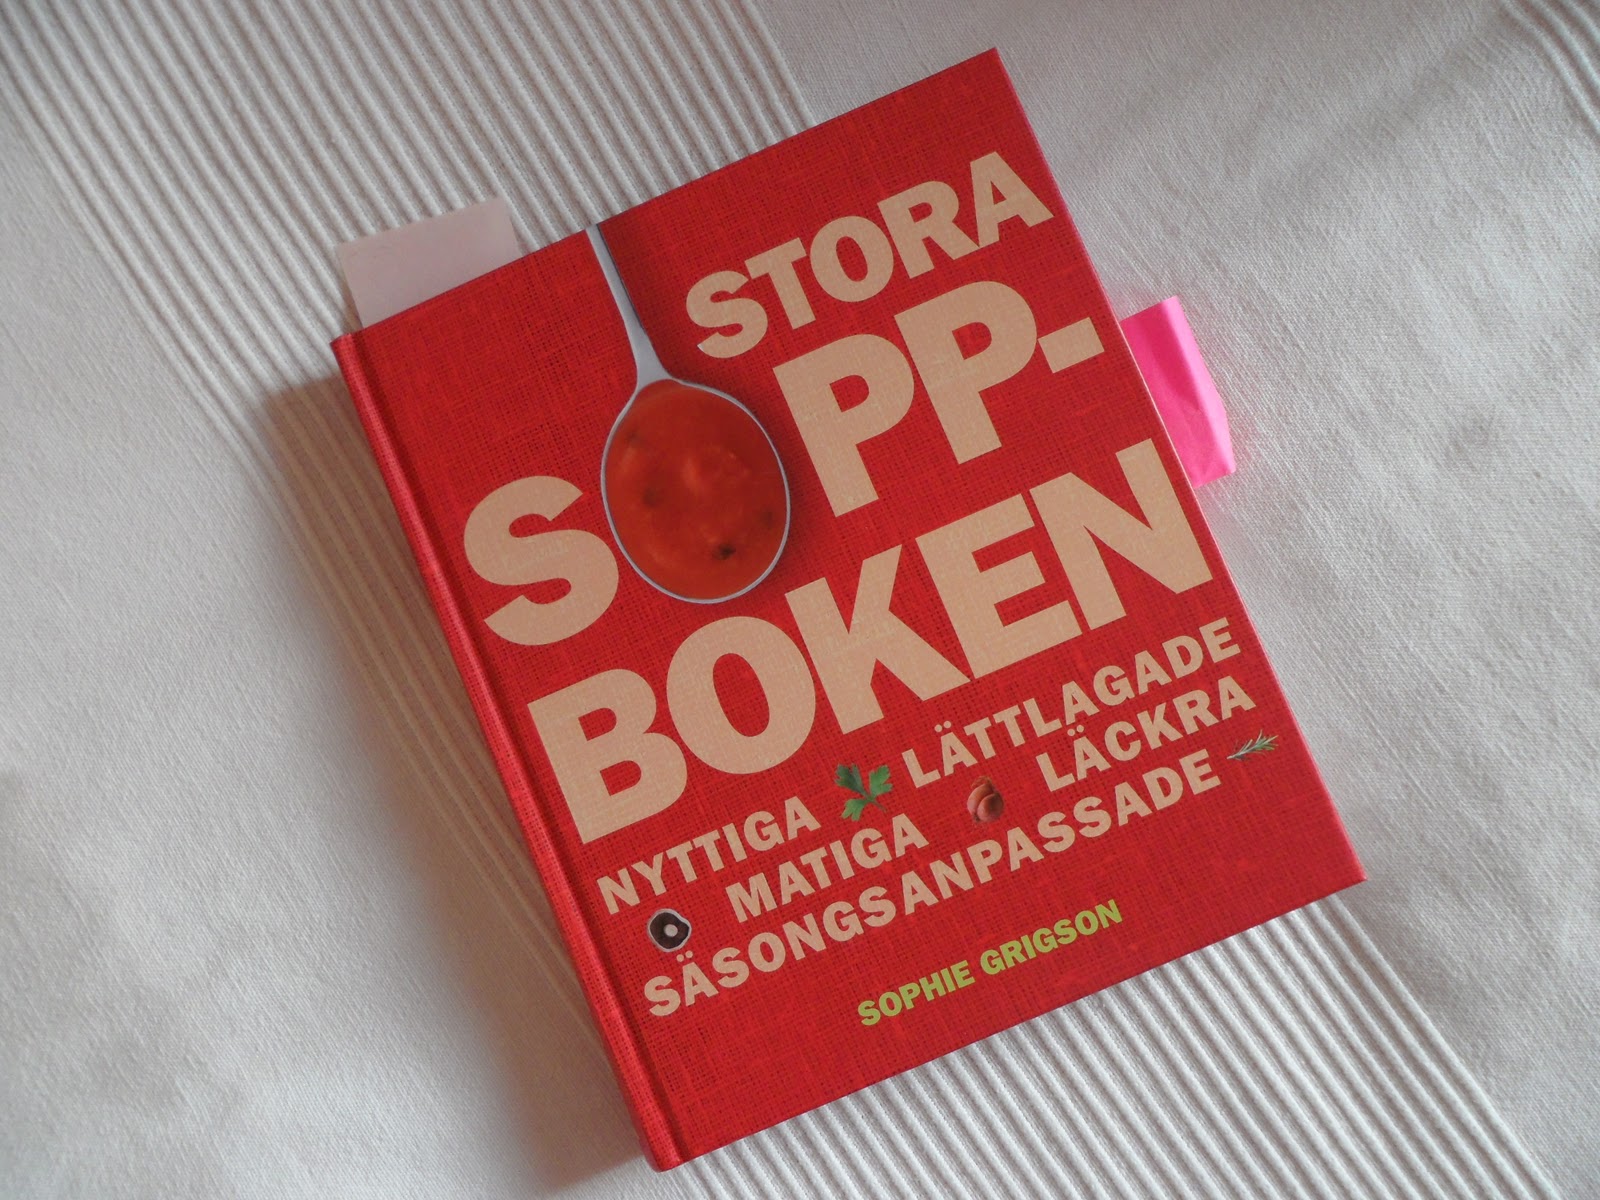 STORA
SOPP-
BOKEN
NYTTIGA LÄTTLAGADE
MATIGA LÄCKRA
SÄSONGSANPASSADE
SOPHIE GRIGSON